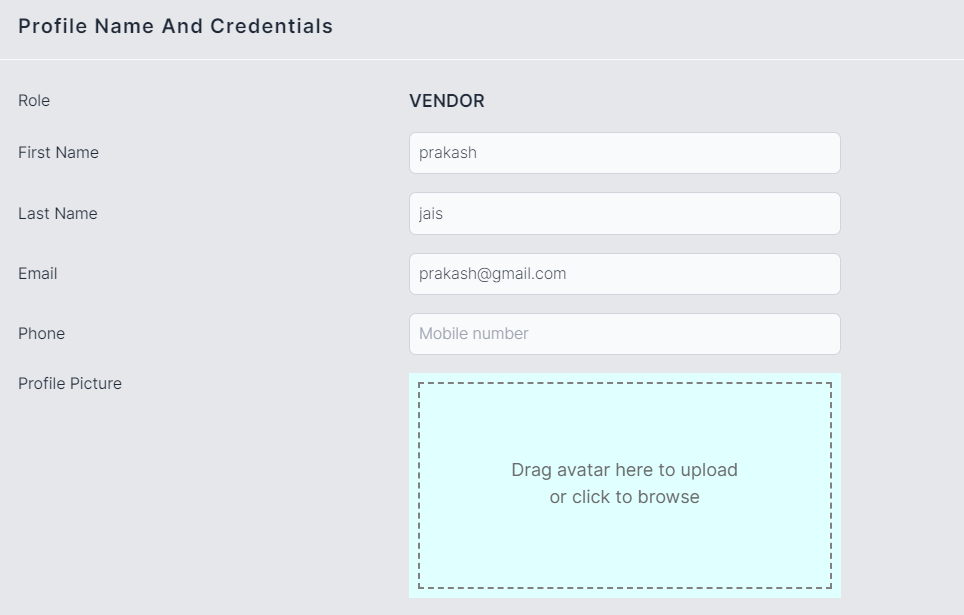 Profile Name And Credentials
Role
VENDOR
First Name
prakash
Last Name
jais
Email
prakash@gmail.com
Phone
Mobile number
Profile Picture
Drag avatar here to upload
or click to browse